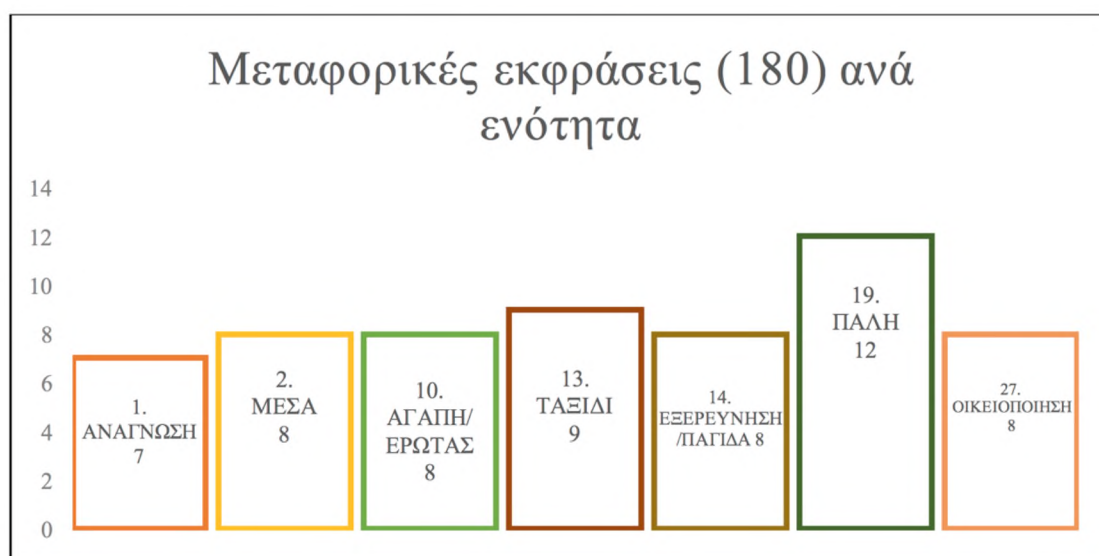 Μεταφορικές εκφράσεις (180) ανά
ενότητα
14
12
10
8
6
4
2
0
1.
ΑΝΑΓΝΩΣΗ
7
2.
ΜΕΣΑ
8
10.
ΑΓΑΠΗ/
ΕΡΩΤΑΣ
8
13.
ΤΑΞΙΔΙ
9
14.
ΕΞΕΡΕΥΝΗΣΗ
/ΠΑΓΙΔΑ 8
19.
ΠΑΛΗ
12
27.
ΟΙΚΕΙΟΠΟΙΗΣΗ
8